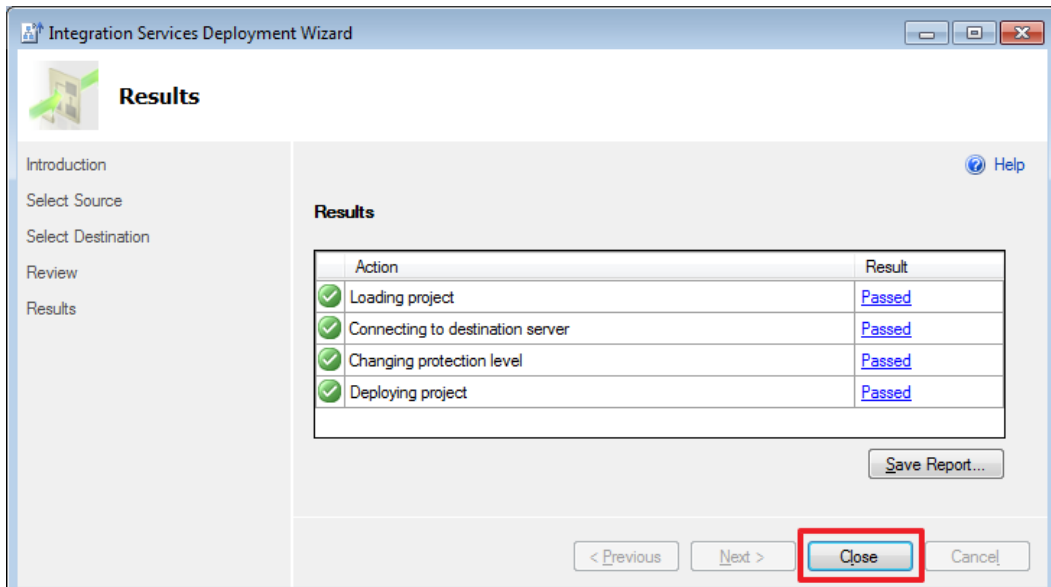 Integration Services Deployment Wizard
Results
Introduction
Select Source
Select Destination
Review
Results
Help
Results
Action Result
Loading project Passed
Connecting to destination server Passed
Changing protection level Passed
Deploying project Passed
Save Report...
< Previous Next > Close Cancel